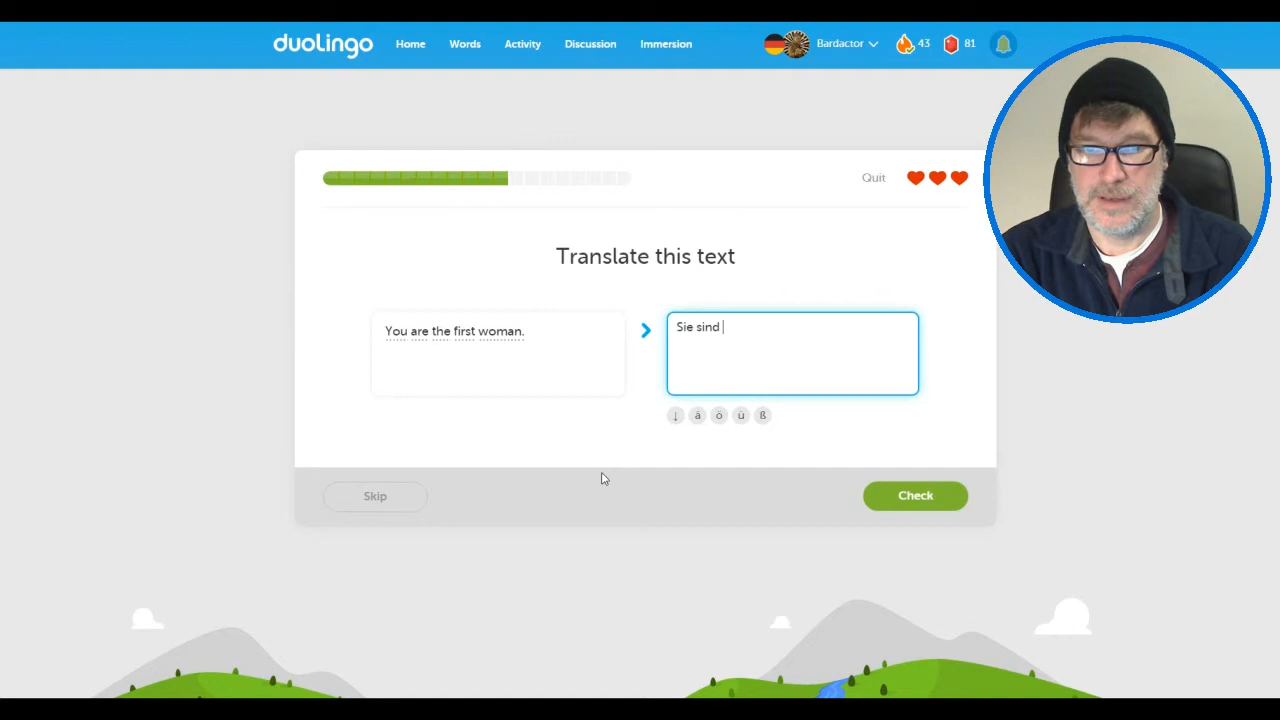 duolingo Home Words Activity Discussion Immersion Bardactor 43 81
Quit
Translate this text
You are the first woman.
Sie sind
↓ ä ö ü ß
Skip Check